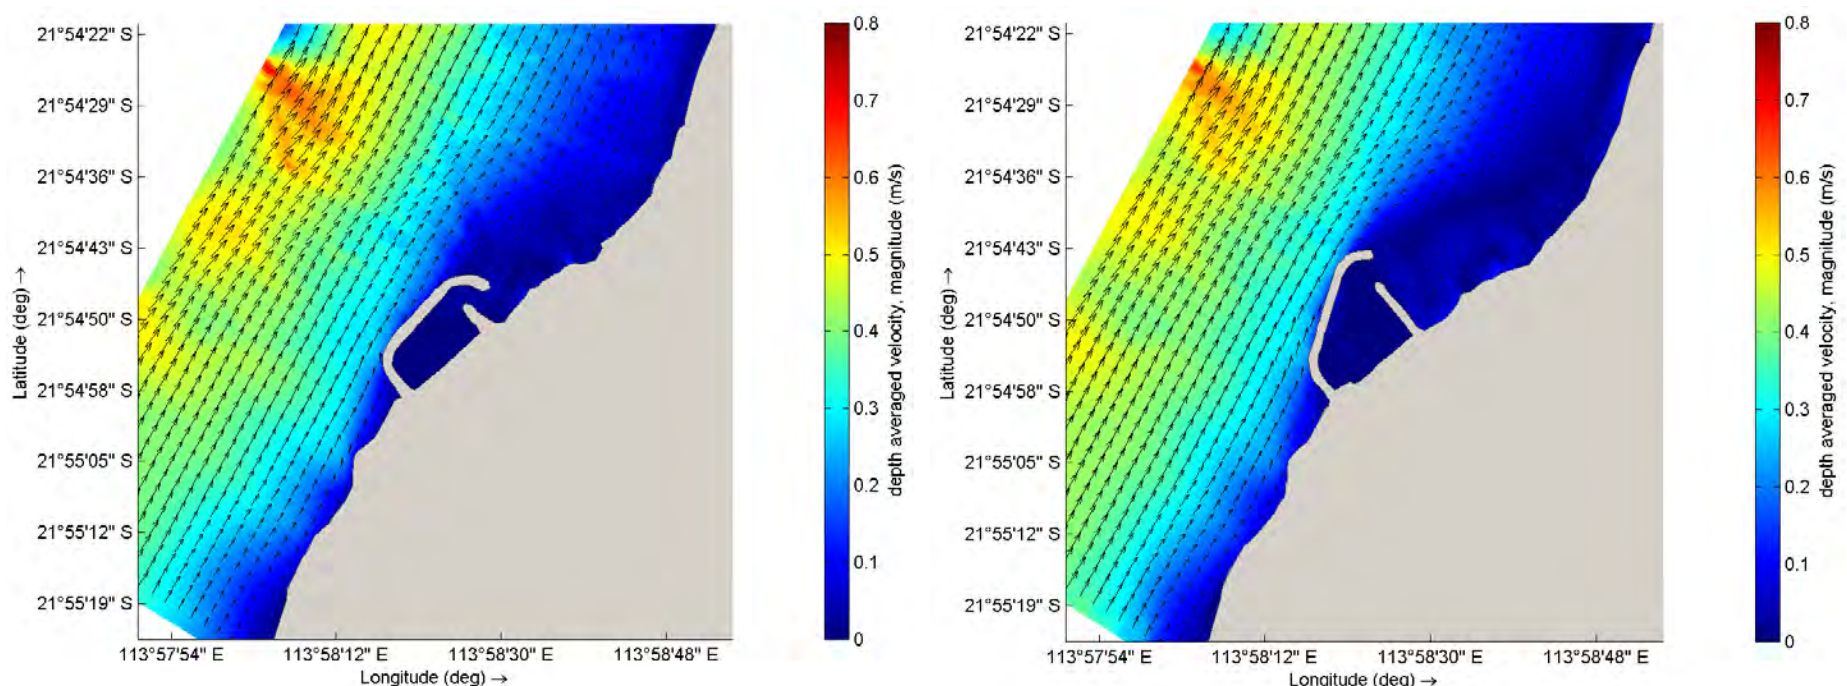 21°54'22" S
21°54'29" S
21°54'36" S
21°54'43" S
21°54'50" S
21°54'58" S
21°55'05" S
21°55'12" S
21°55'19" S
Latitude (deg) →
113°57'54" E
113°58'12" E
113°58'30" E
113°58'48" E
Longitude (deg) →
0.8
0.7
0.6
0.5
0.4
0.3
0.2
0.1
0
depth averaged velocity, magnitude (m/s)
21°54'22" S
21°54'29" S
21°54'36" S
21°54'43" S
21°54'50" S
21°54'58" S
21°55'05" S
21°55'12" S
21°55'19" S
Latitude (deg) →
113°57'54" E
113°58'12" E
113°58'30" E
113°58'48" E
Longitude (deg) →
0.8
0.7
0.6
0.5
0.4
0.3
0.2
0.1
0
depth averaged velocity, magnitude (m/s)